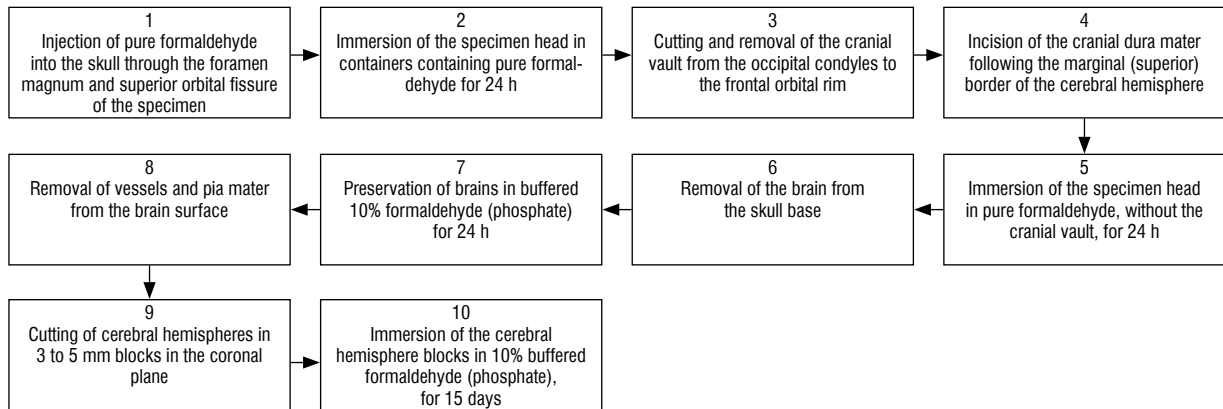 1
Injection of pure formaldehyde
into the skull through the foramen
magnum and superior orbital fissure
of the specimen
2
Immersion of the specimen head in
containers containing pure formal-
dehyde for 24 h
3
Cutting and removal of the cranial
vault from the occipital condyles to
the frontal orbital rim
4
Incision of the cranial dura mater
following the marginal (superior)
border of the cerebral hemisphere
5
Immersion of the specimen head
in pure formaldehyde, without the
cranial vault, for 24 h
6
Removal of the brain from
the skull base
7
Preservation of brains in buffered
10% formaldehyde (phosphate)
for 24 h
8
Removal of vessels and pia mater
from the brain surface
9
Cutting of cerebral hemispheres in
3 to 5 mm blocks in the coronal
plane
10
Immersion of the cerebral
hemisphere blocks in 10% buffered
formaldehyde (phosphate),
for 15 days